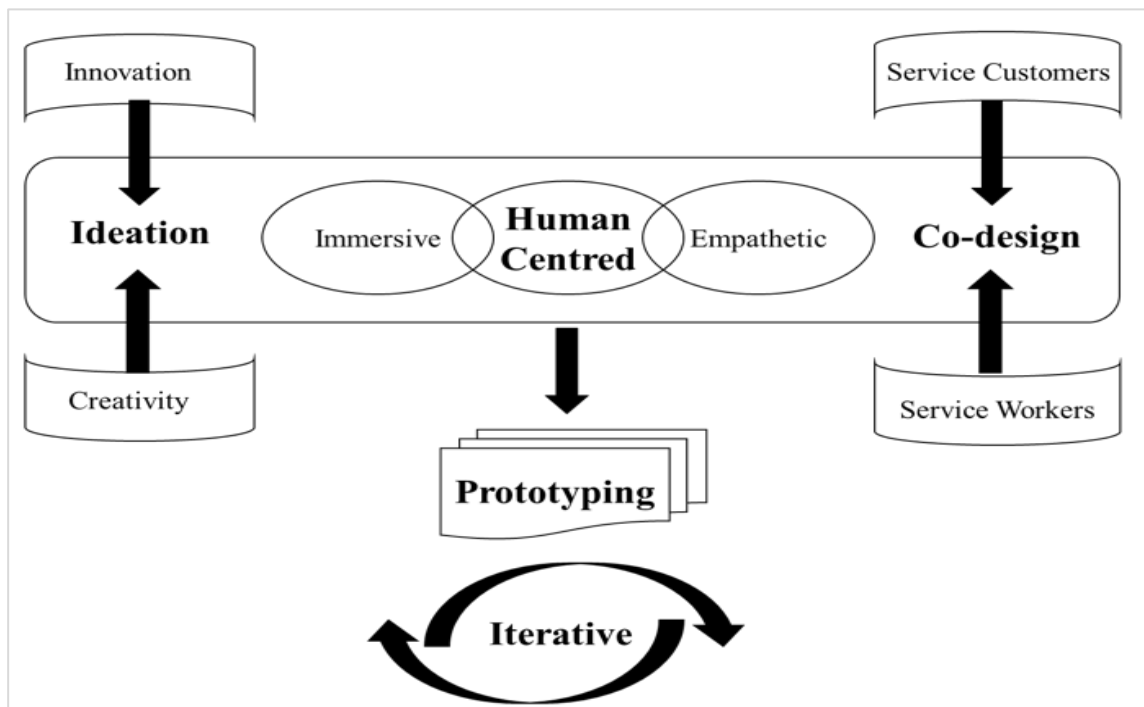 Innovation
Service Customers
Ideation
Immersive
Human
Centred
Empathetic
Co-design
Creativity
Service Workers
Prototyping
Iterative